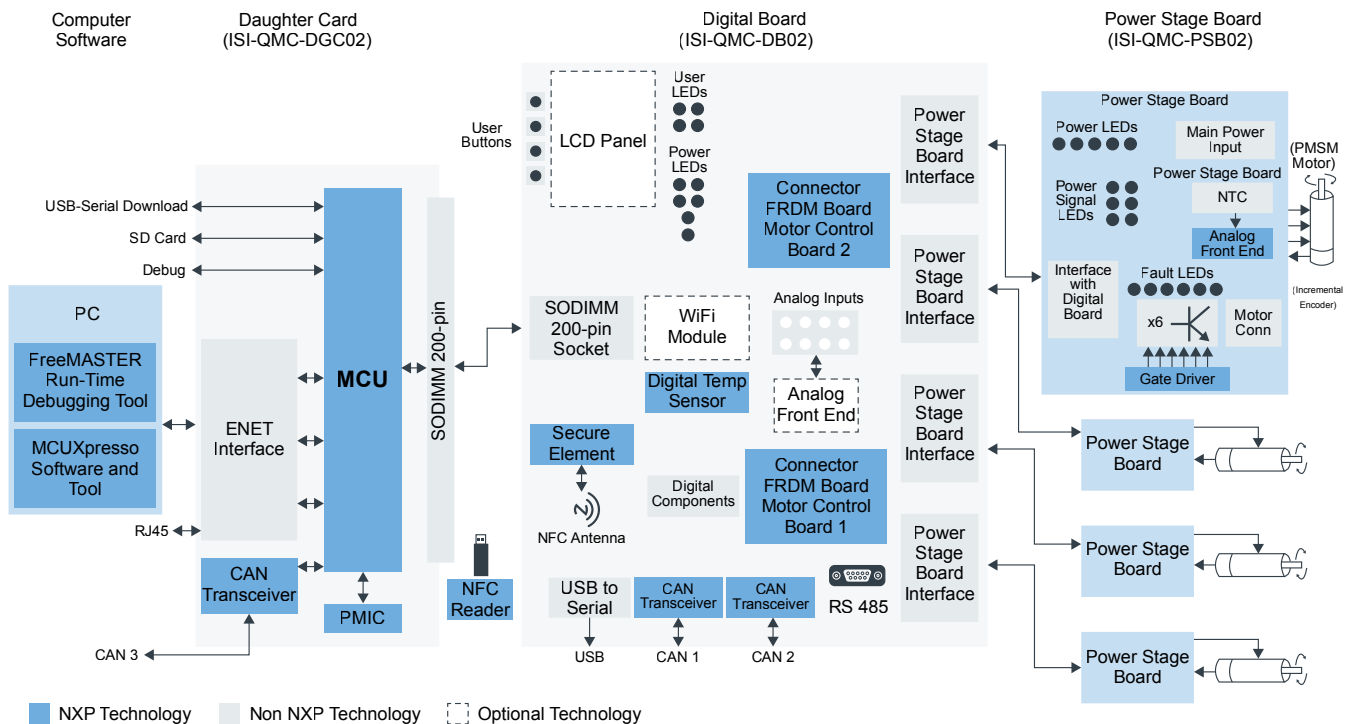 Computer
Software
Daughter Card
(ISI-QMC-DGC02)
Digital Board
(ISI-QMC-DB02)
Power Stage Board
(ISI-QMC-PSB02)
USB-Serial Download
SD Card
Debug
PC
FreeMASTER
Run-Time
Debugging Tool
MCUXpresso
Software and
Tool
RJ45
CAN 3
ENET
Interface
CAN
Transceiver
MCU
PMIC
SODIMM 200-pin
NFC
Reader
User
Buttons
LCD Panel
User
LEDs
Power
LEDs
Connector
FRDM Board
Motor Control
Board 2
SODIMM
200-pin
Socket
WiFi
Module
Analog Inputs
Digital Temp
Sensor
Analog
Front End
Secure
Element
NFC Antenna
Digital
Components
Connector
FRDM Board
Motor Control
Board 1
USB to
Serial
CAN
Transceiver
CAN
Transceiver
RS 485
USB
CAN 1
CAN 2
Power
Stage
Board
Interface
Power
Stage
Board
Interface
Power
Stage
Board
Interface
Power
Stage
Board
Interface
Power Stage Board
Power LEDs
Main Power
Input
Power Stage Board
Power
Signal
LEDs
NTC
Analog
Front End
Interface
with
Digital
Board
Fault LEDs
x6
Motor
Conn
Gate Driver
(PMSM
Motor)
(Incremental
Encoder)
Power Stage
Board
Power Stage
Board
Power Stage
Board
NXP Technology
Non NXP Technology
Optional Technology